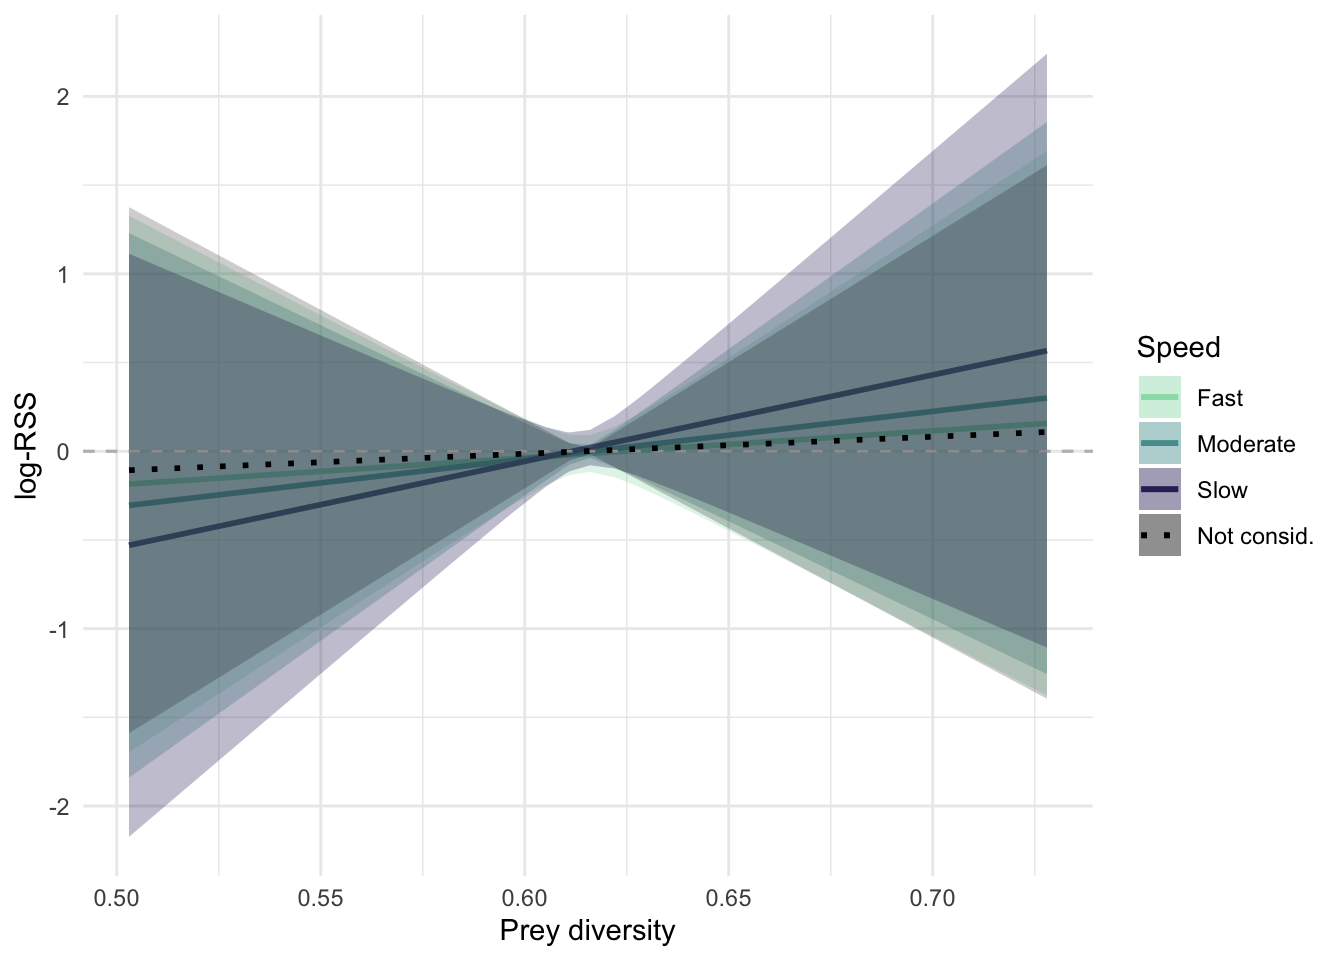 2
1
0
-1
-2
log-RSS
0.50 0.55 0.60 0.65 0.70
Prey diversity
Speed
Fast
Moderate
Slow
Not consid.